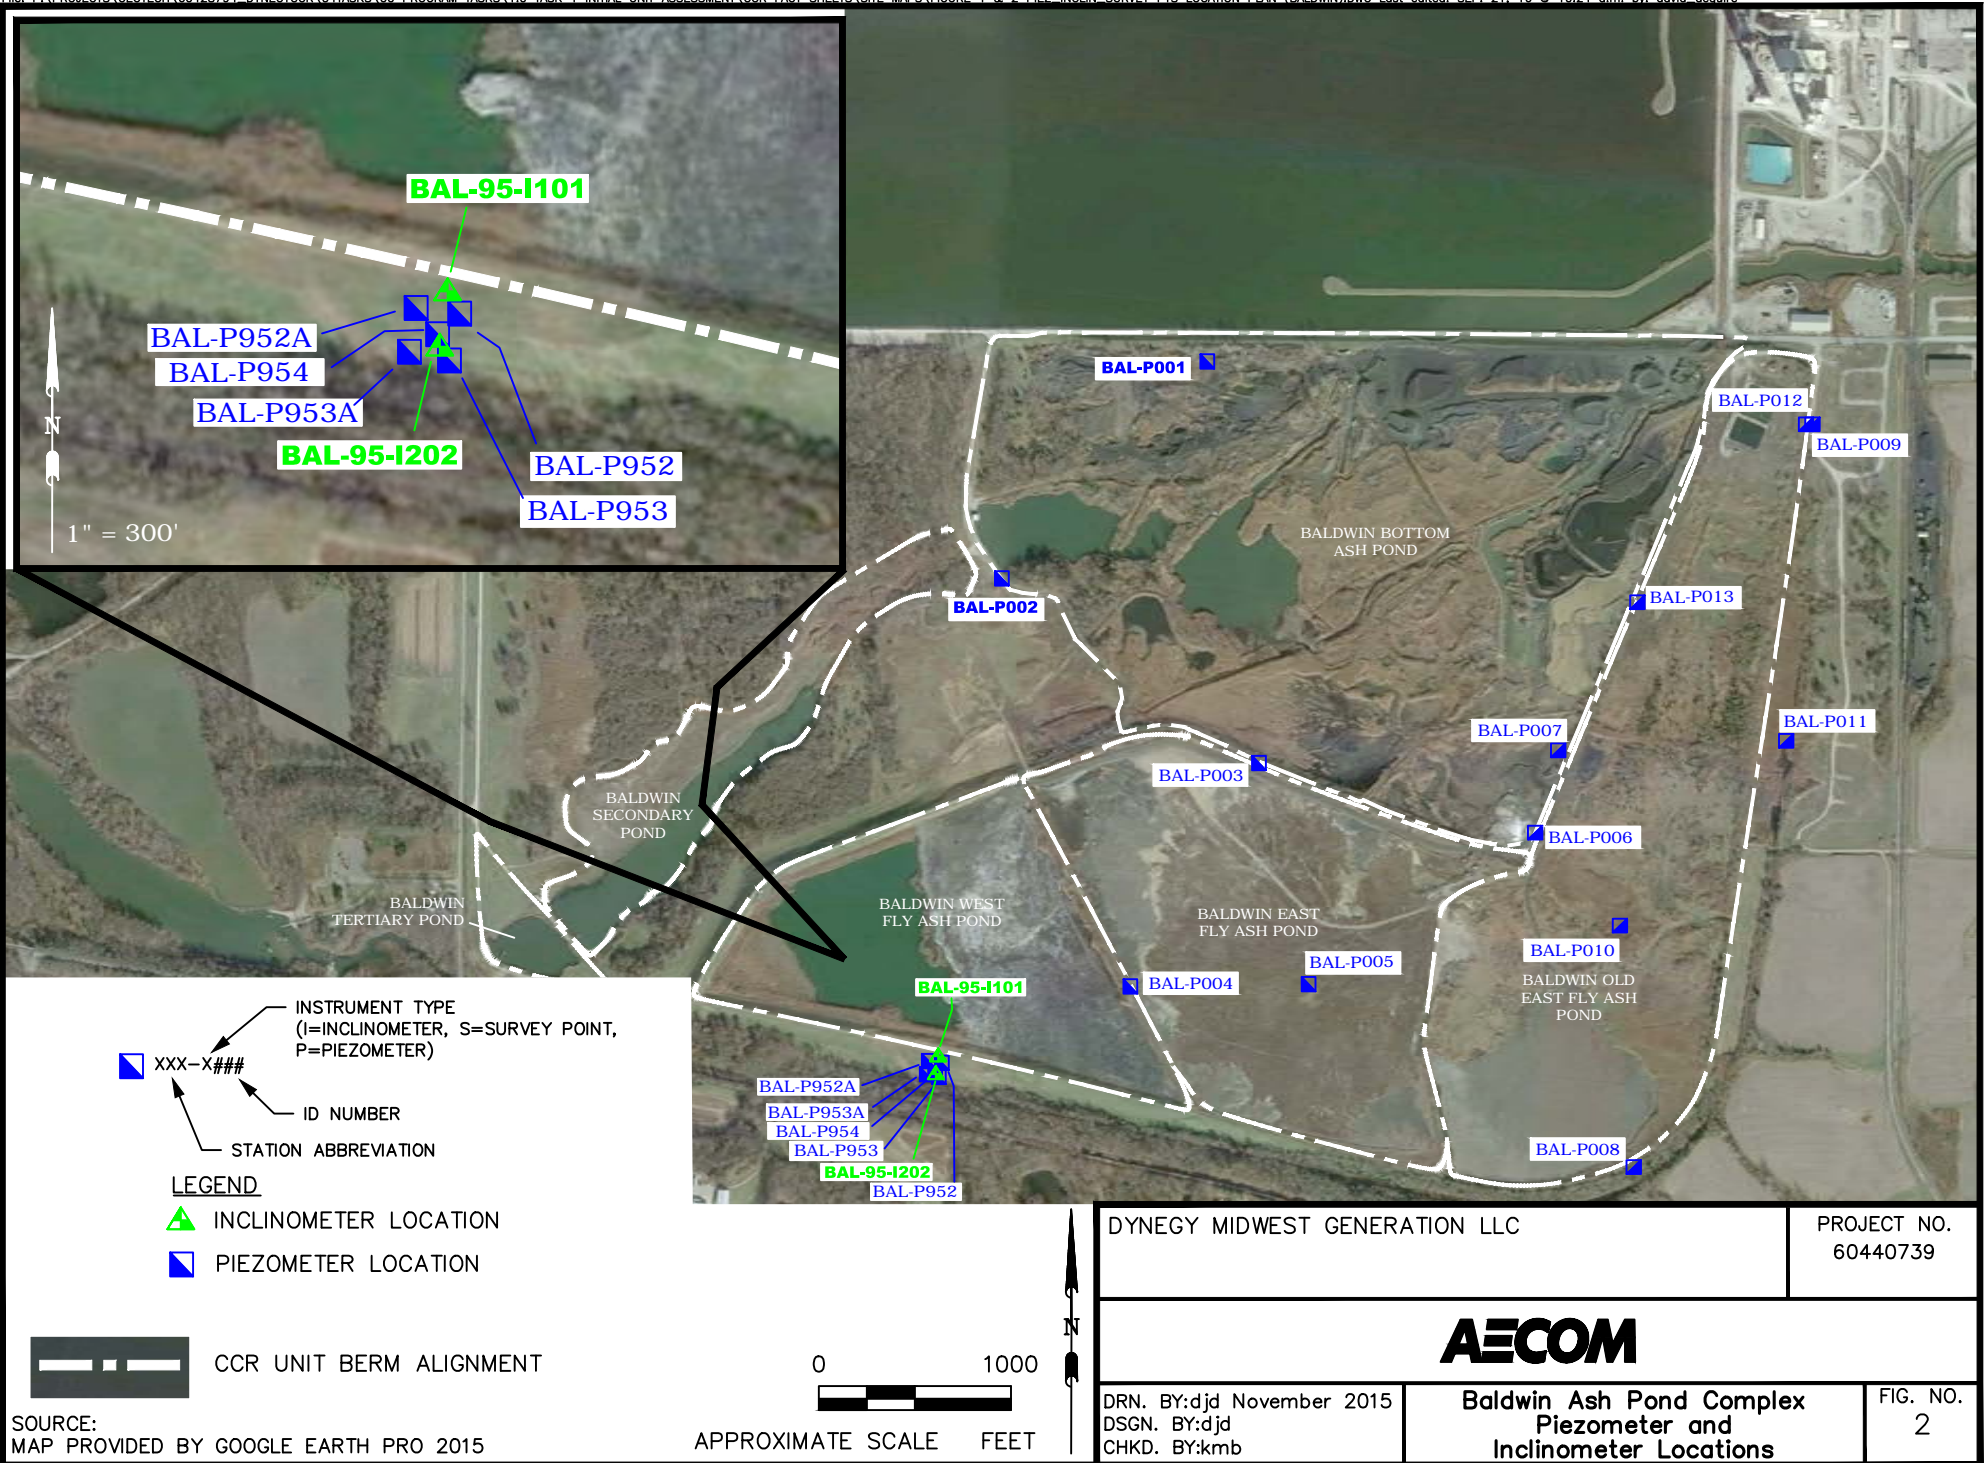 BAL-95-I101
BAL-P952A
BAL-P954
BAL-P953A
BAL-95-I202
BAL-P952
BAL-P953
N
1" = 300'
BAL-P001
BAL-P012
BAL-P009
BALDWIN BOTTOM
ASH POND
BAL-P002
BAL-P013
BAL-P011
BAL-P007
BAL-P003
BAL-P006
BALDWIN
SECONDARY
POND
BALDWIN
TERTIARY POND
BALDWIN WEST
FLY ASH POND
BALDWIN EAST
FLY ASH POND
BAL-P010
BAL-P005
BAL-P004
BALDWIN OLD
EAST FLY ASH
POND
BAL-95-I101
BAL-P952A
BAL-P953A
BAL-P954
BAL-P953
BAL-95-I202
BAL-P952
BAL-P008
INSTRUMENT TYPE
(I=INCLINOMETER, S=SURVEY POINT,
P=PIEZOMETER)
XXX-X###
ID NUMBER
STATION ABBREVIATION
LEGEND
INCLINOMETER LOCATION
PIEZOMETER LOCATION
CCR UNIT BERM ALIGNMENT
SOURCE:
MAP PROVIDED BY GOOGLE EARTH PRO 2015
0 1000
APPROXIMATE SCALE FEET
N
DYNEGY MIDWEST GENERATION LLC
PROJECT NO.
60440739
AECOM
DRN. BY:djd November 2015
DSGN. BY:djd
CHKD. BY:kmb
Baldwin Ash Pond Complex
Piezometer and
Inclinometer Locations
FIG. NO.
2